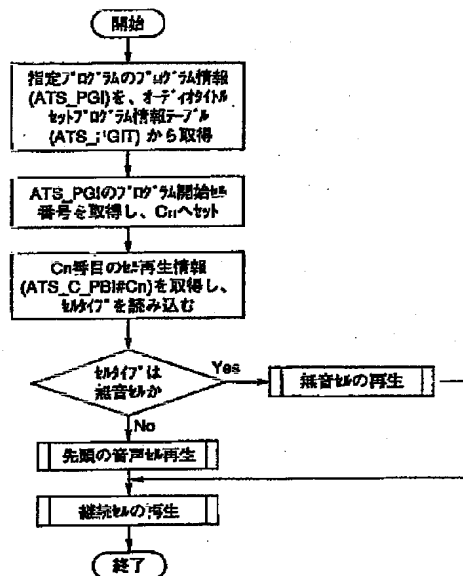 開始
指定プログラムのプログラム情報
(ATS_PGI)を、オーディオタイトル
セットプログラム情報テーブル
から取得
ATS_PGIのプログラム開始セル
番号を取得し、Cnへセット
Cn番目のセル再生情報
(ATS_C_PBI#Cn)を取得し、
セルタイプを読み込む
セルタイプは
無音セルか
Yes
無音セルの再生
No
先頭の音声セル再生
継続セルの再生
終了